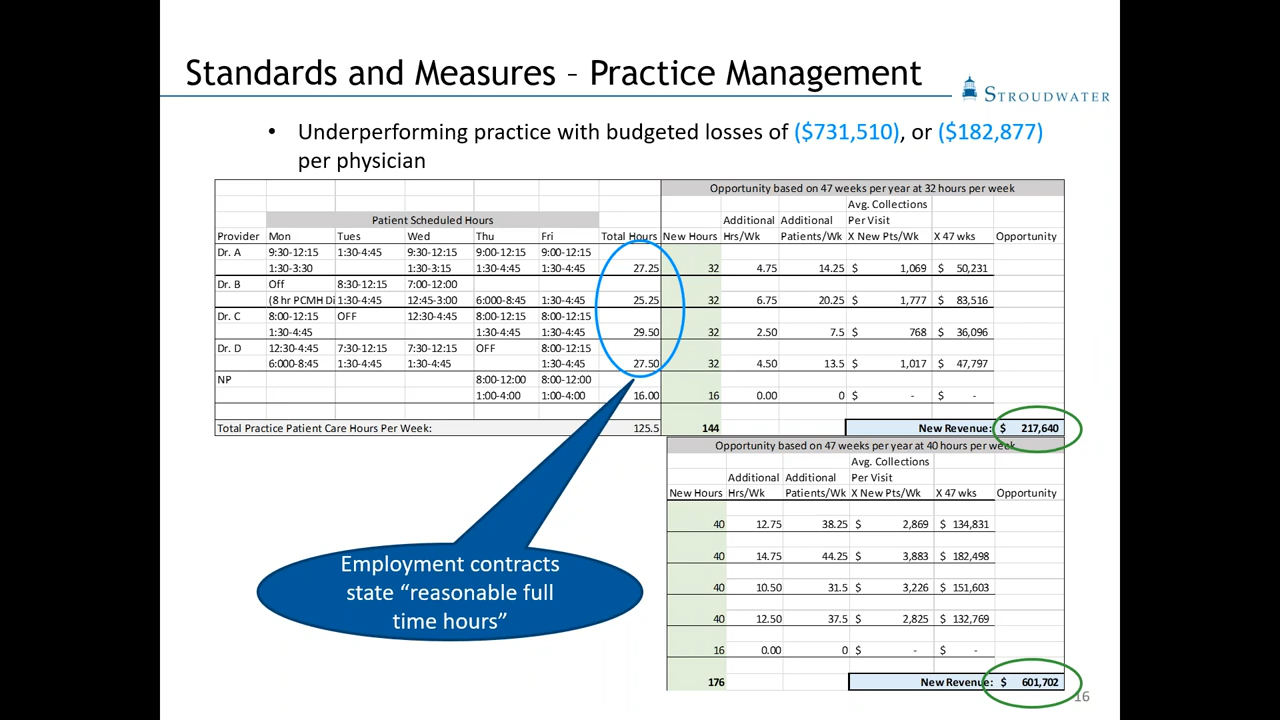 Standards and Measures – Practice Management
STROUDWATER
• Underperforming practice with budgeted losses of ($731,510), or ($182,877)
per physician
Opportunity based on 47 weeks per year at 32 hours per week
Avg. Collections
Patient Scheduled Hours Additional Additional Per Visit
Provider Mon Tues Wed Thu Fri Total Hours New Hours Hrs/Wk Patients/Wk X New Pts/Wk X 47 wks Opportunity
Dr. A 9:30-12:15 1:30-4:45 9:30-12:15 9:00-12:15 9:00-12:15
1:30-3:30 1:30-3:15 1:30-4:45 1:30-4:45 27.25 32 4.75 14.25 $ 1,069 $ 50,231
Dr. B Off 8:30-12:15 7:00-12:00
(8 hr PCMH Di 1:30-4:45 12:45-3:00 6:000-8:45 1:30-4:45 25.25 32 6.75 20.25 $ 1,777 $ 83,516
Dr. C 8:00-12:15 OFF 12:30-4:45 8:00-12:15 8:00-12:15
1:30-4:45 1:30-4:45 1:30-4:45 29.50 32 2.50 7.5 $ 768 $ 36,096
Dr. D 12:30-4:45 7:30-12:15 7:30-12:15 OFF 8:00-12:15
6:000-8:45 1:30-4:45 1:30-4:45 1:30-4:45 27.50 32 4.50 13.5 $ 1,017 $ 47,797
NP 8:00-12:00 8:00-12:00
1:00-4:00 1:00-4:00 16.00 16 0.00 0 $ - $ -
Total Practice Patient Care Hours Per Week: 125.5 144 New Revenue: $ 217,640
Opportunity based on 47 weeks per year at 40 hours per week
Avg. Collections
Additional Additional Per Visit
New Hours Hrs/Wk Patients/Wk X New Pts/Wk X 47 wks Opportunity
40 12.75 38.25 $ 2,869 $ 134,831
40 14.75 44.25 $ 3,883 $ 182,498
40 10.50 31.5 $ 3,226 $ 151,603
40 12.50 37.5 $ 2,825 $ 132,769
16 0.00 0 $ - $ -
176 New Revenue: $ 601,702
Employment contracts
state “reasonable full
time hours”
16